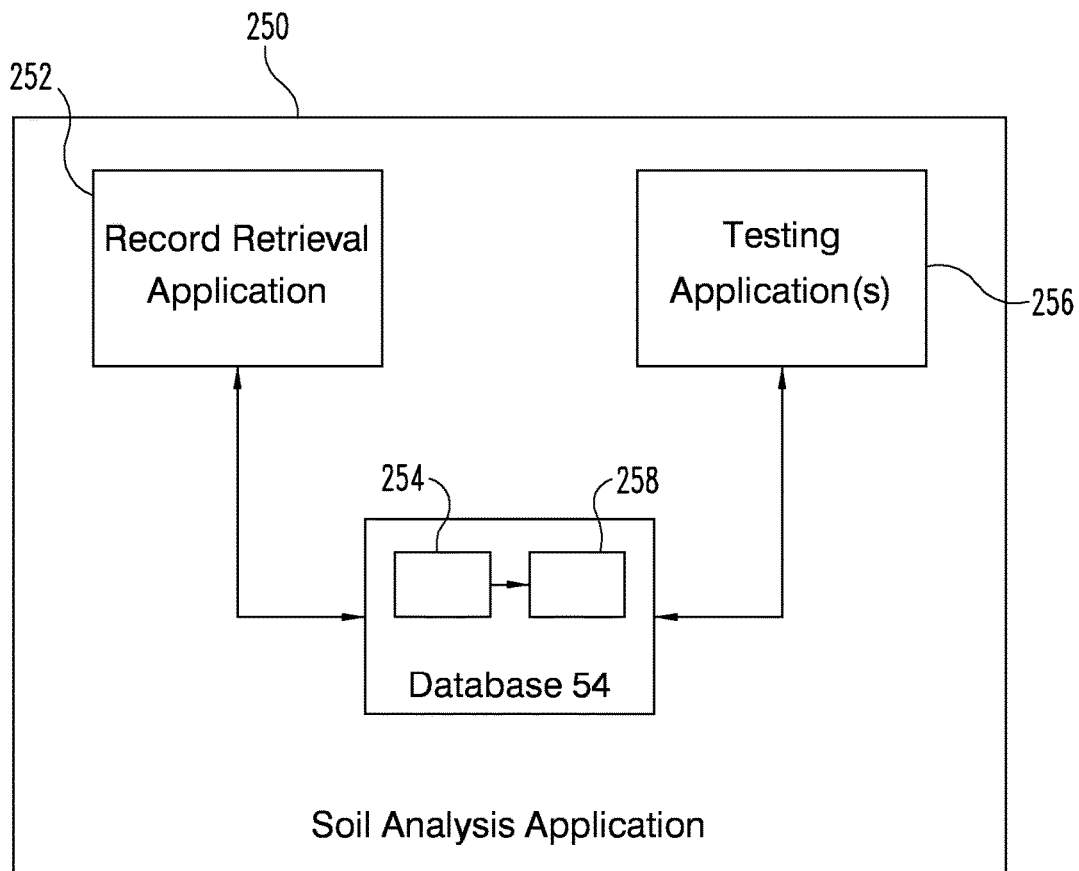 250
252
Record Retrieval
Application
Testing
Application(s)
256
254
258
Database 54
Soil Analysis Application